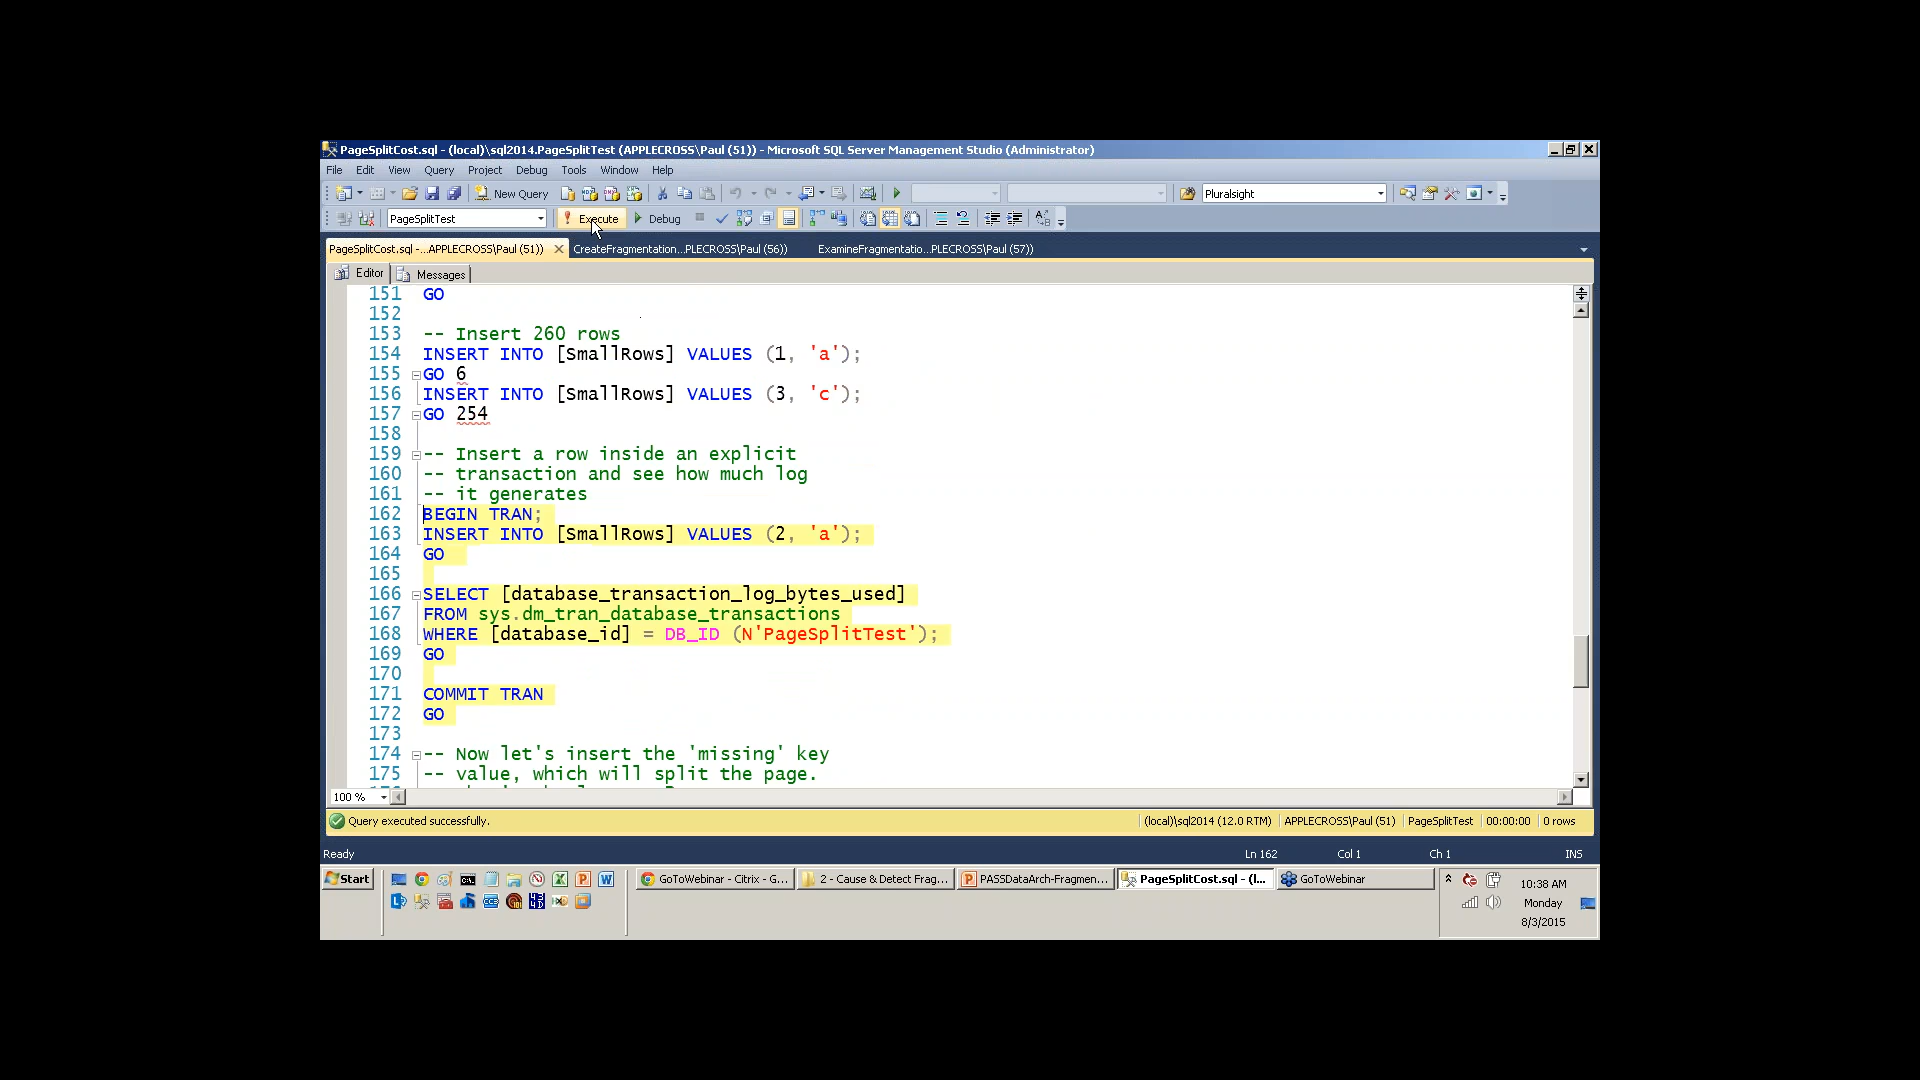 PageSplitCost.sql - (local)\sql2014.PageSplitTest (APPLECROSS\Paul (51)) - Microsoft SQL Server Management Studio (Administrator)
File Edit View Query Project Debug Tools Window Help
New Query Pluralsight
PageSplitTest Execute Debug
PageSplitCost.sql -...APPLECROSS\Paul (51)) CreateFragmentation...PLECROSS\Paul (56)) ExamineFragmentatio...PLECROSS\Paul (57))
Editor Messages
151 GO
152
153 -- Insert 260 rows
154 INSERT INTO [SmallRows] VALUES (1, 'a');
155 GO 6
156 INSERT INTO [SmallRows] VALUES (3, 'c');
157 GO 254
158
159 -- Insert a row inside an explicit
160 -- transaction and see how much log
161 -- it generates
162 BEGIN TRAN;
163 INSERT INTO [SmallRows] VALUES (2, 'a');
164 GO
165
166 SELECT [database_transaction_log_bytes_used]
167 FROM sys.dm_tran_database_transactions
168 WHERE [database_id] = DB_ID (N'PageSplitTest');
169 GO
170
171 COMMIT TRAN
172 GO
173
174 -- Now let's insert the 'missing' key
175 -- value, which will split the page.
100 %
Query executed successfully. (local)\sql2014 (12.0 RTM) APPLECROSS\Paul (51) PageSplitTest 00:00:00 0 rows
Ready Ln 162 Col 1 Ch 1 INS
Start GoToWebinar - Citrix - G... 2 - Cause & Detect Frag... PASSDataArch-Fragmen... PageSplitCost.sql - (l... GoToWebinar
10:38 AM
Monday
8/3/2015